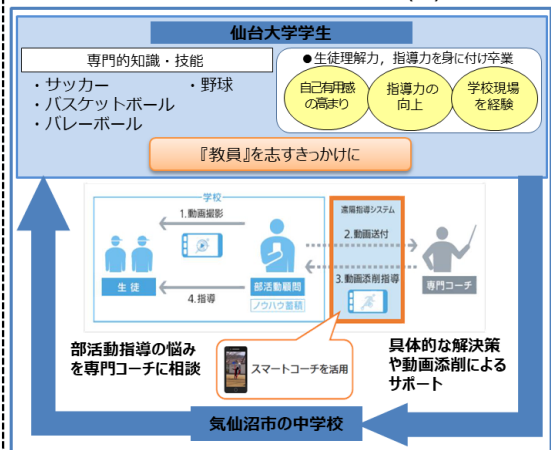 仙台大学学生
専門的知識・技能
・サッカー ・野球
・バスケットボール
・バレーボール
●生徒理解力，指導力を身に付け卒業
自己有用感
の高まり
指導力の
向上
学校現場
を経験
『教員』を志すきっかけに
学校
1.動画撮影
遠隔指導システム
2.動画送付
3.動画添削指導
生徒
4.指導
部活動顧問
ノウハウ蓄積
専門コーチ
部活動指導の悩み
を専門コーチに相談
スマートコーチを活用
具体的な解決策
や動画添削による
サポート
気仙沼市の中学校